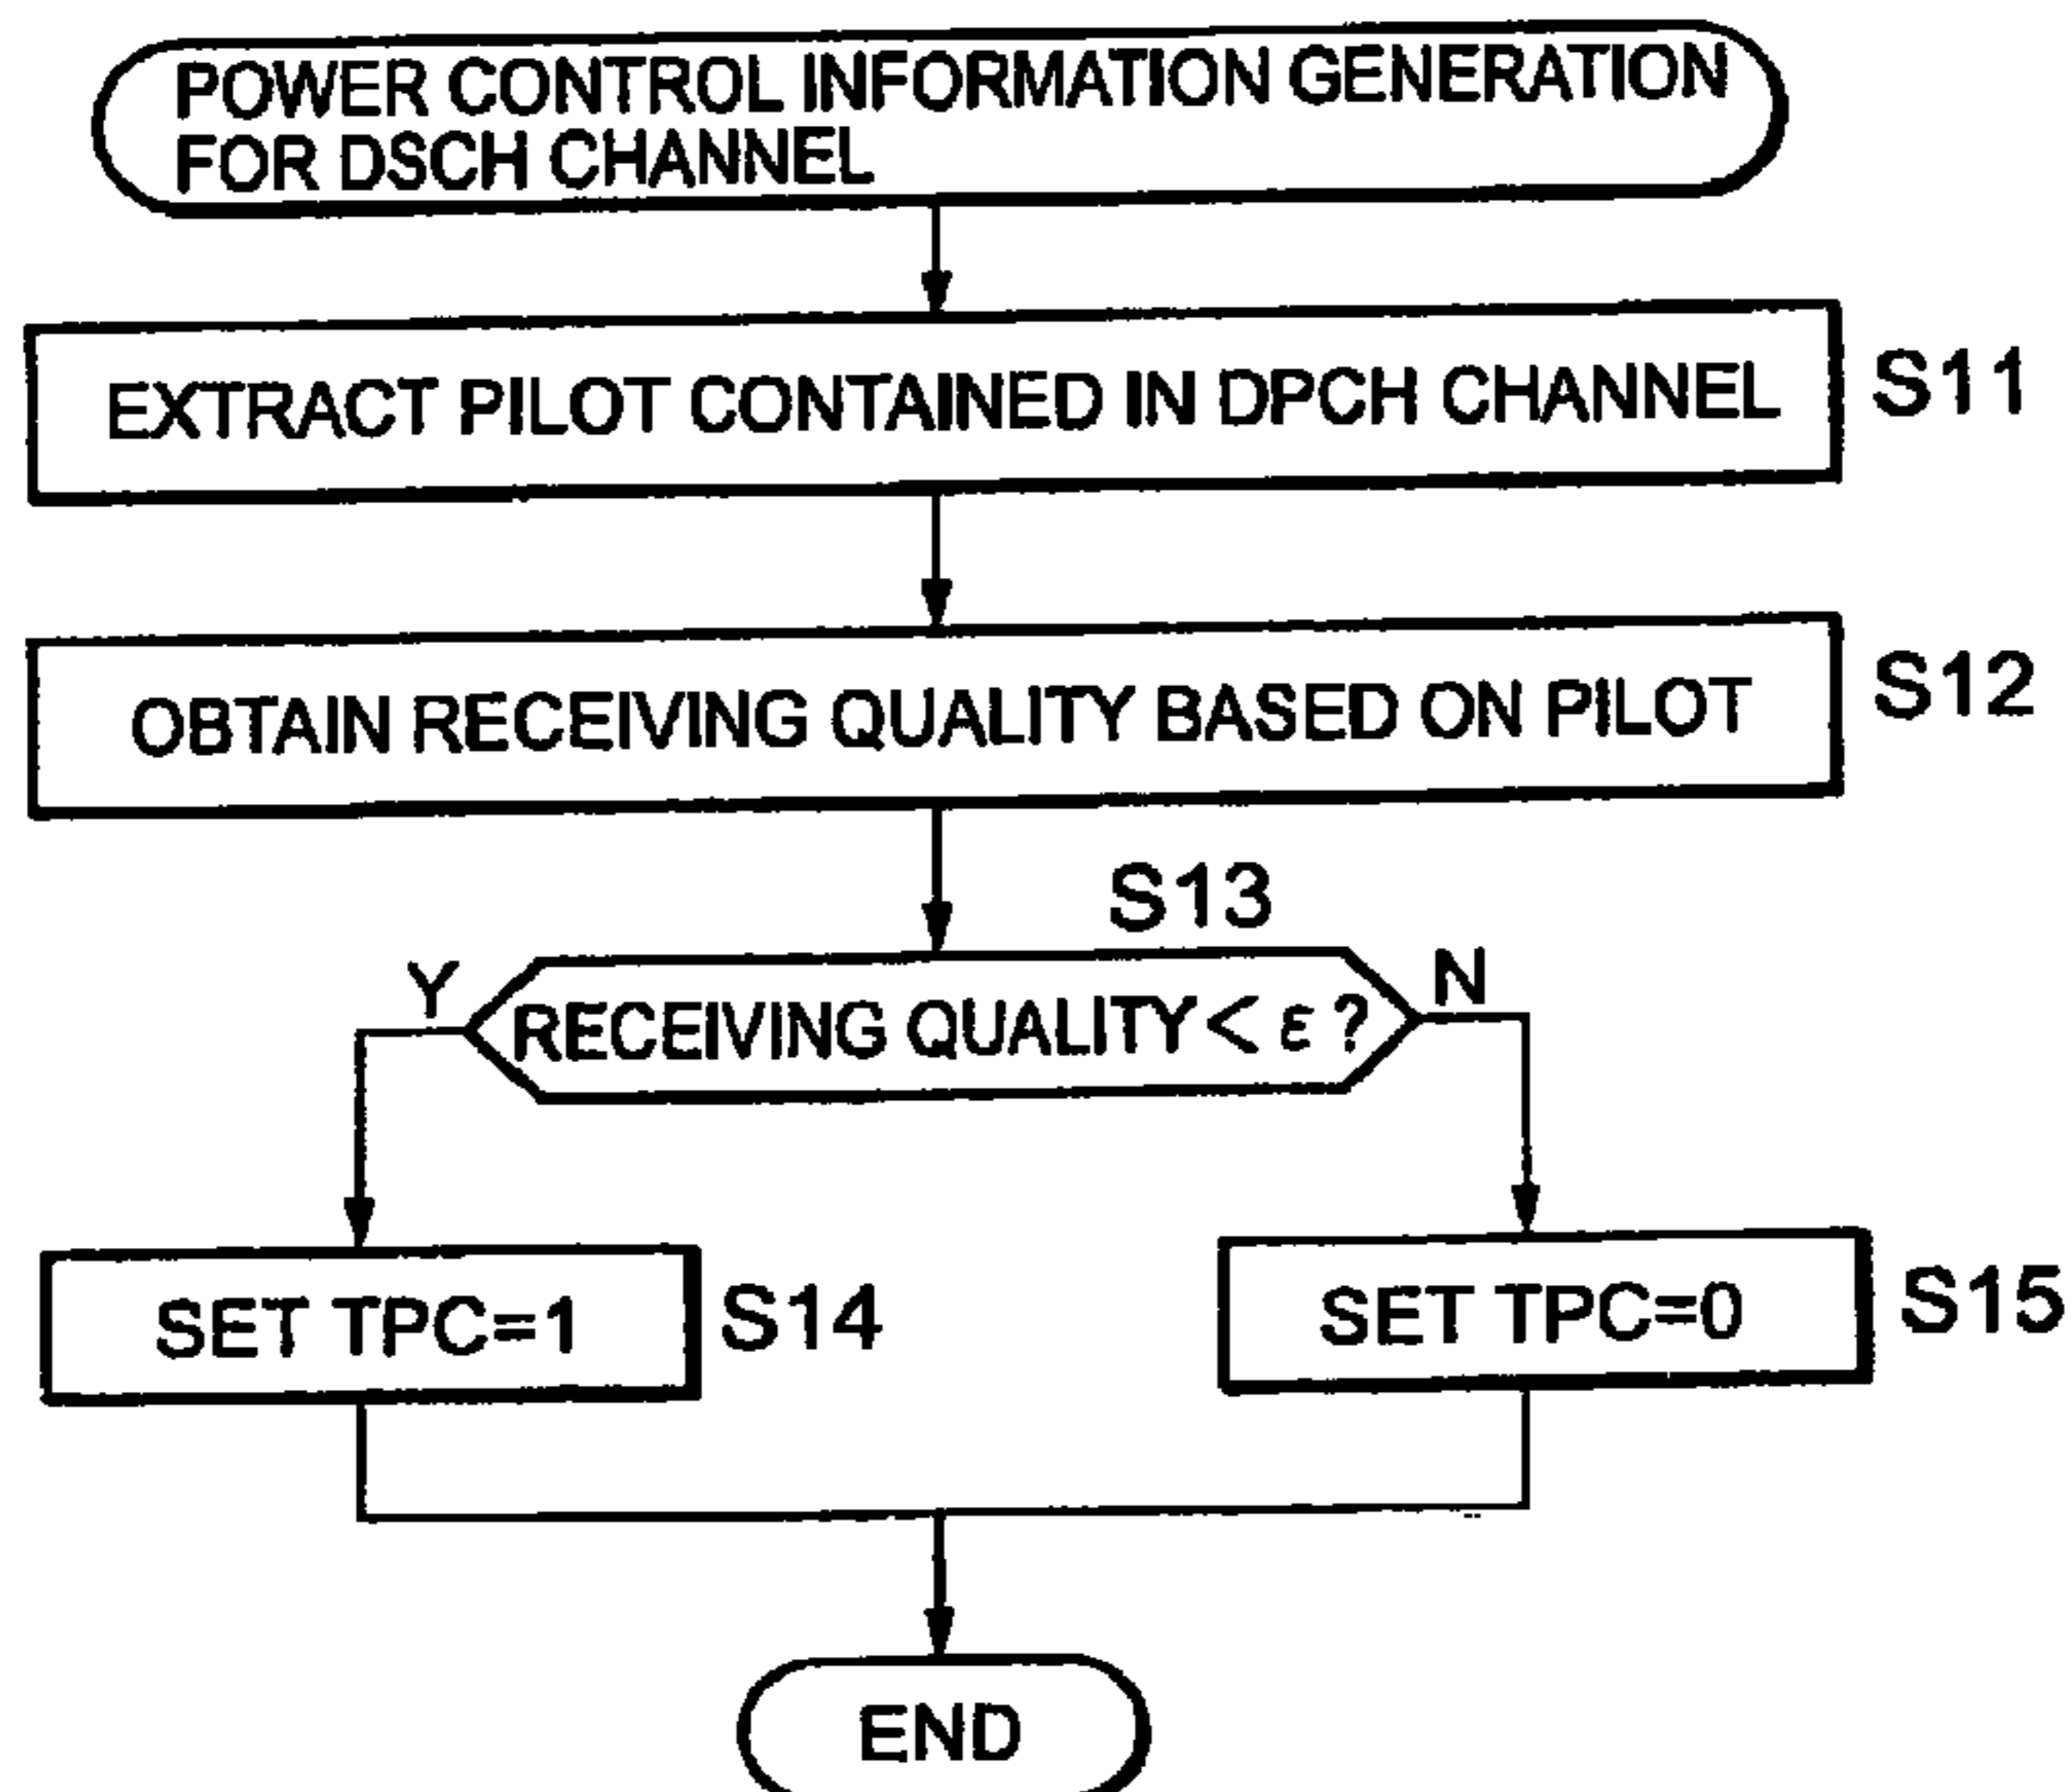 POWER CONTROL INFORMATION GENERATION
FOR DSCH CHANNEL
EXTRACT PILOT CONTAINED IN DPCH CHANNEL
S11
OBTAIN RECEIVING QUALITY BASED ON PILOT
S12
S13
Y
RECEIVING QUALITY < ε ?
N
SET TPC=1
S14
SET TPC=0
S15
END